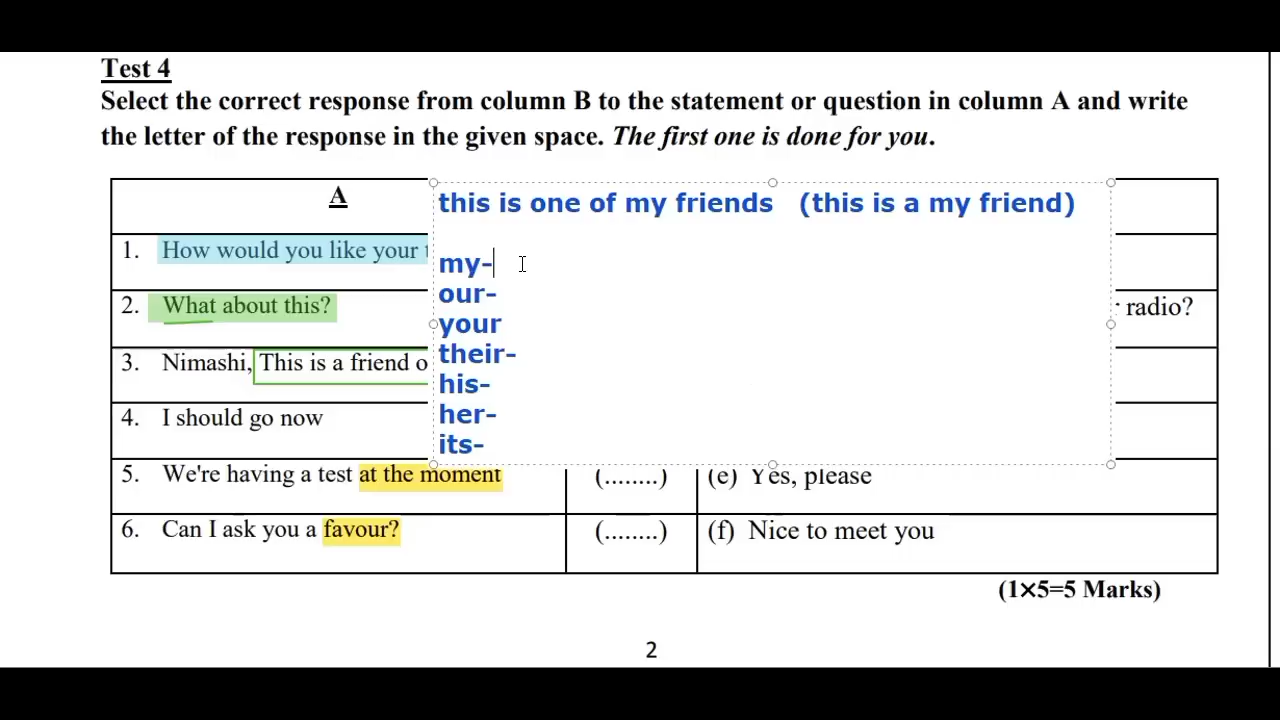 Test 4
Select the correct response from column B to the statement or question in column A and write
the letter of the response in the given space. The first one is done for you.
A
this is one of my friends (this is a my friend)
1. How would you like your
my-
our-
2. What about this?
radio?
your
their-
3. Nimashi, This is a friend o
his-
4. I should go now
her-
its-
5. We're having a test at the moment (........) (e) Yes, please
6. Can I ask you a favour? (........) (f) Nice to meet you
(1×5=5 Marks)
2